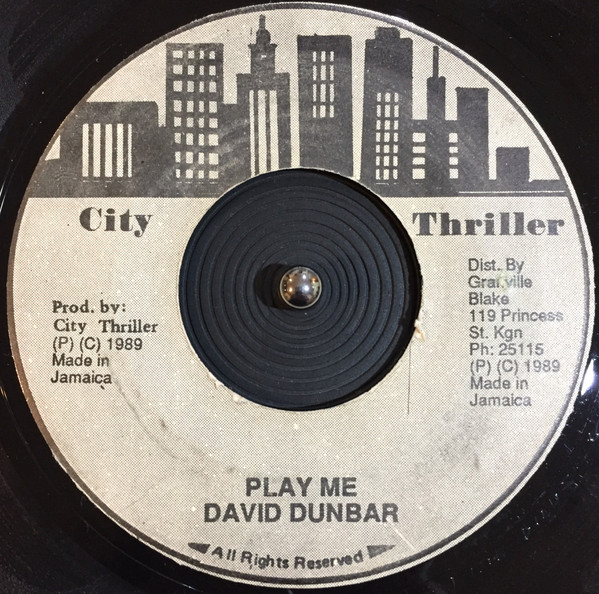 City Thriller
Prod. by:
City Thriller
(P) (C) 1989
Made in
Jamaica
Dist. By
Granville
Blake
119 Princess
St. Kgn
Ph: 25115
(P) (C) 1989
Made in
Jamaica
PLAY ME
DAVID DUNBAR
All Rights Reserved